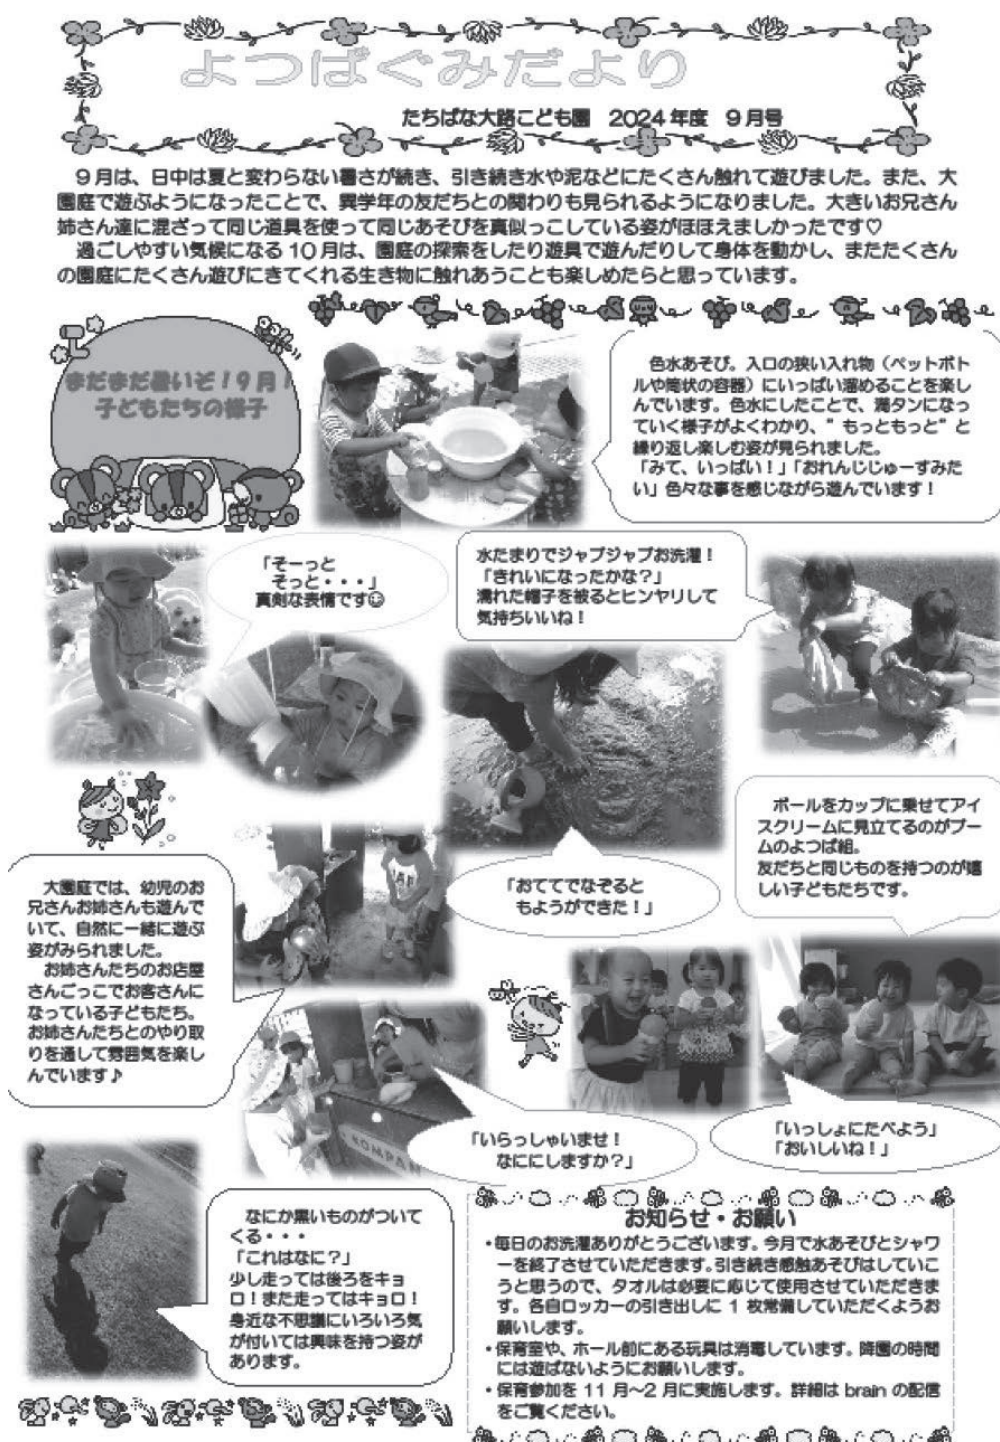 よつばぐみだより
たちばな大路こども園 2024年度 9月号
9月は、日中は夏と変わらない暑さが続き、引き続き水や泥などにたくさん触れて遊びました。また、大
園庭で遊ぶようになったことで、異学年の友だちとの関わりも見られるようになりました。大きいお兄さん
姉さん達に混ざって同じ道具を使って同じあそびを真似っこしている姿がほほえましかったです♡
過ごしやすい気候になる10月は、園庭の探索をしたり遊具で遊んだりして身体を動かし、またたくさん
の園庭にたくさん遊びにきてくれる生き物に触れあうことも楽しめたらと思っています。
まだまだ暑いぞ！9月！
子どもたちの様子
色水あそび。入口の狭い入れ物（ペットボト
ルや筒状の容器）にいっぱい溜めることを楽し
んでいます。色水にしたことで、満タンになっ
ていく様子がよくわかり、”もっともっと”と
繰り返し楽しむ姿が見られました。
「みて、いっぱい！」「おれんじじゅーすみた
い」色々な事を感じながら遊んでいます！
「そーっと
そっと・・・」
真剣な表情です☺
水たまりでジャブジャブお洗濯！
「きれいになったかな？」
濡れた帽子を被るとヒンヤリして
気持ちいいね！
ボールをカップに乗せてアイ
スクリームに見立てるのがブー
ムのよつば組。
友だちと同じものを持つのが嬉
しい子どもたちです。
「おててでなぞると
もようができた！」
大園庭では、幼児のお
兄さんお姉さんも遊んで
いて、自然に一緒に遊ぶ
姿がみられました。
お姉さんたちのお店屋
さんごっこでお客さんに
なっている子どもたち。
お姉さんたちとのやり取
りを通して雰囲気を楽し
んでいます♪
KOMPAN
「いらっしゃいませ！
なににしますか？」
「いっしょにたべよう」
「おいしいね！」
なにか黒いものがついて
くる・・・
「これはなに？」
少し走っては後ろをキョ
ロ！また走ってはキョロ！
身近な不思議にいろいろ気
が付いては興味を持つ姿が
あります。
お知らせ・お願い
・毎日のお洗濯ありがとうございます。今月で水あそびとシャワ
ーを終了させていただきます。引き続き感触あそびはしていこ
うと思うので、タオルは必要に応じて使用させていただきま
す。各自ロッカーの引き出しに 1 枚常備していただくようお
願いします。
・保育室や、ホール前にある玩具は消毒しています。降園の時間
には遊ばないようにお願いします。
・保育参加を 11 月～2 月に実施します。詳細は brain の配信
をご覧ください。